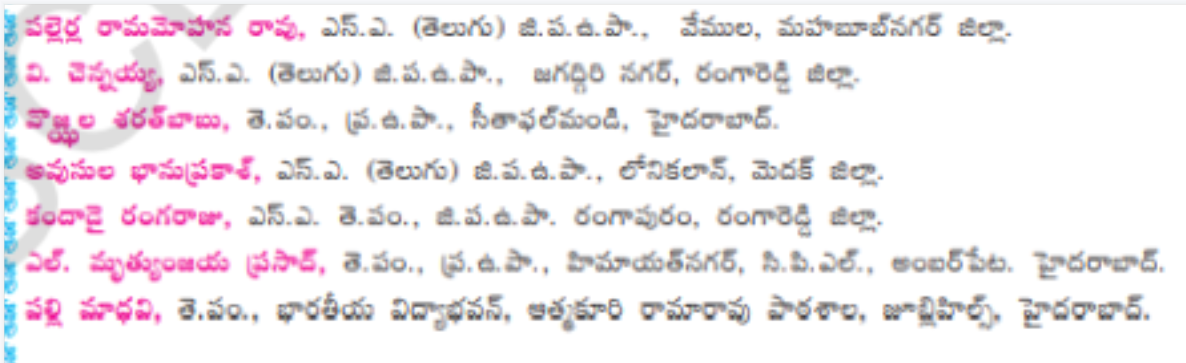 పల్లెర్ల రామమోహన రావు, ఎస్.ఎ. (తెలుగు) జి.ప.ఉ.పా., వేముల, మహబూబ్‌నగర్ జిల్లా.
వి. చెన్నయ్య, ఎస్.ఎ. (తెలుగు) జి.ప.ఉ.పా., జగద్గిరి నగర్, రంగారెడ్డి జిల్లా.
వొజ్జల శరత్‌బాబు, తె.పం., ప్ర.ఉ.పా., సీతాఫల్‌మండి, హైదరాబాద్.
అవుసుల భానుప్రకాశ్, ఎస్.ఎ. (తెలుగు) జి.ప.ఉ.పా., లోనికలాన్, మెదక్ జిల్లా.
కందాడై రంగరాజు, ఎస్.ఎ. తె.పం., జి.ప.ఉ.పా. రంగాపురం, రంగారెడ్డి జిల్లా.
ఎల్. మృత్యుంజయ ప్రసాద్, తె.పం., ప్ర.ఉ.పా., హిమాయత్‌నగర్, సి.పి.ఎల్., అంబర్‌పేట. హైదరాబాద్.
పల్లి మాధవి, తె.పం., భారతీయ విద్యాభవన్, ఆత్మకూరి రామారావు పాఠశాల, జూబ్లిహిల్స్, హైదరాబాద్.